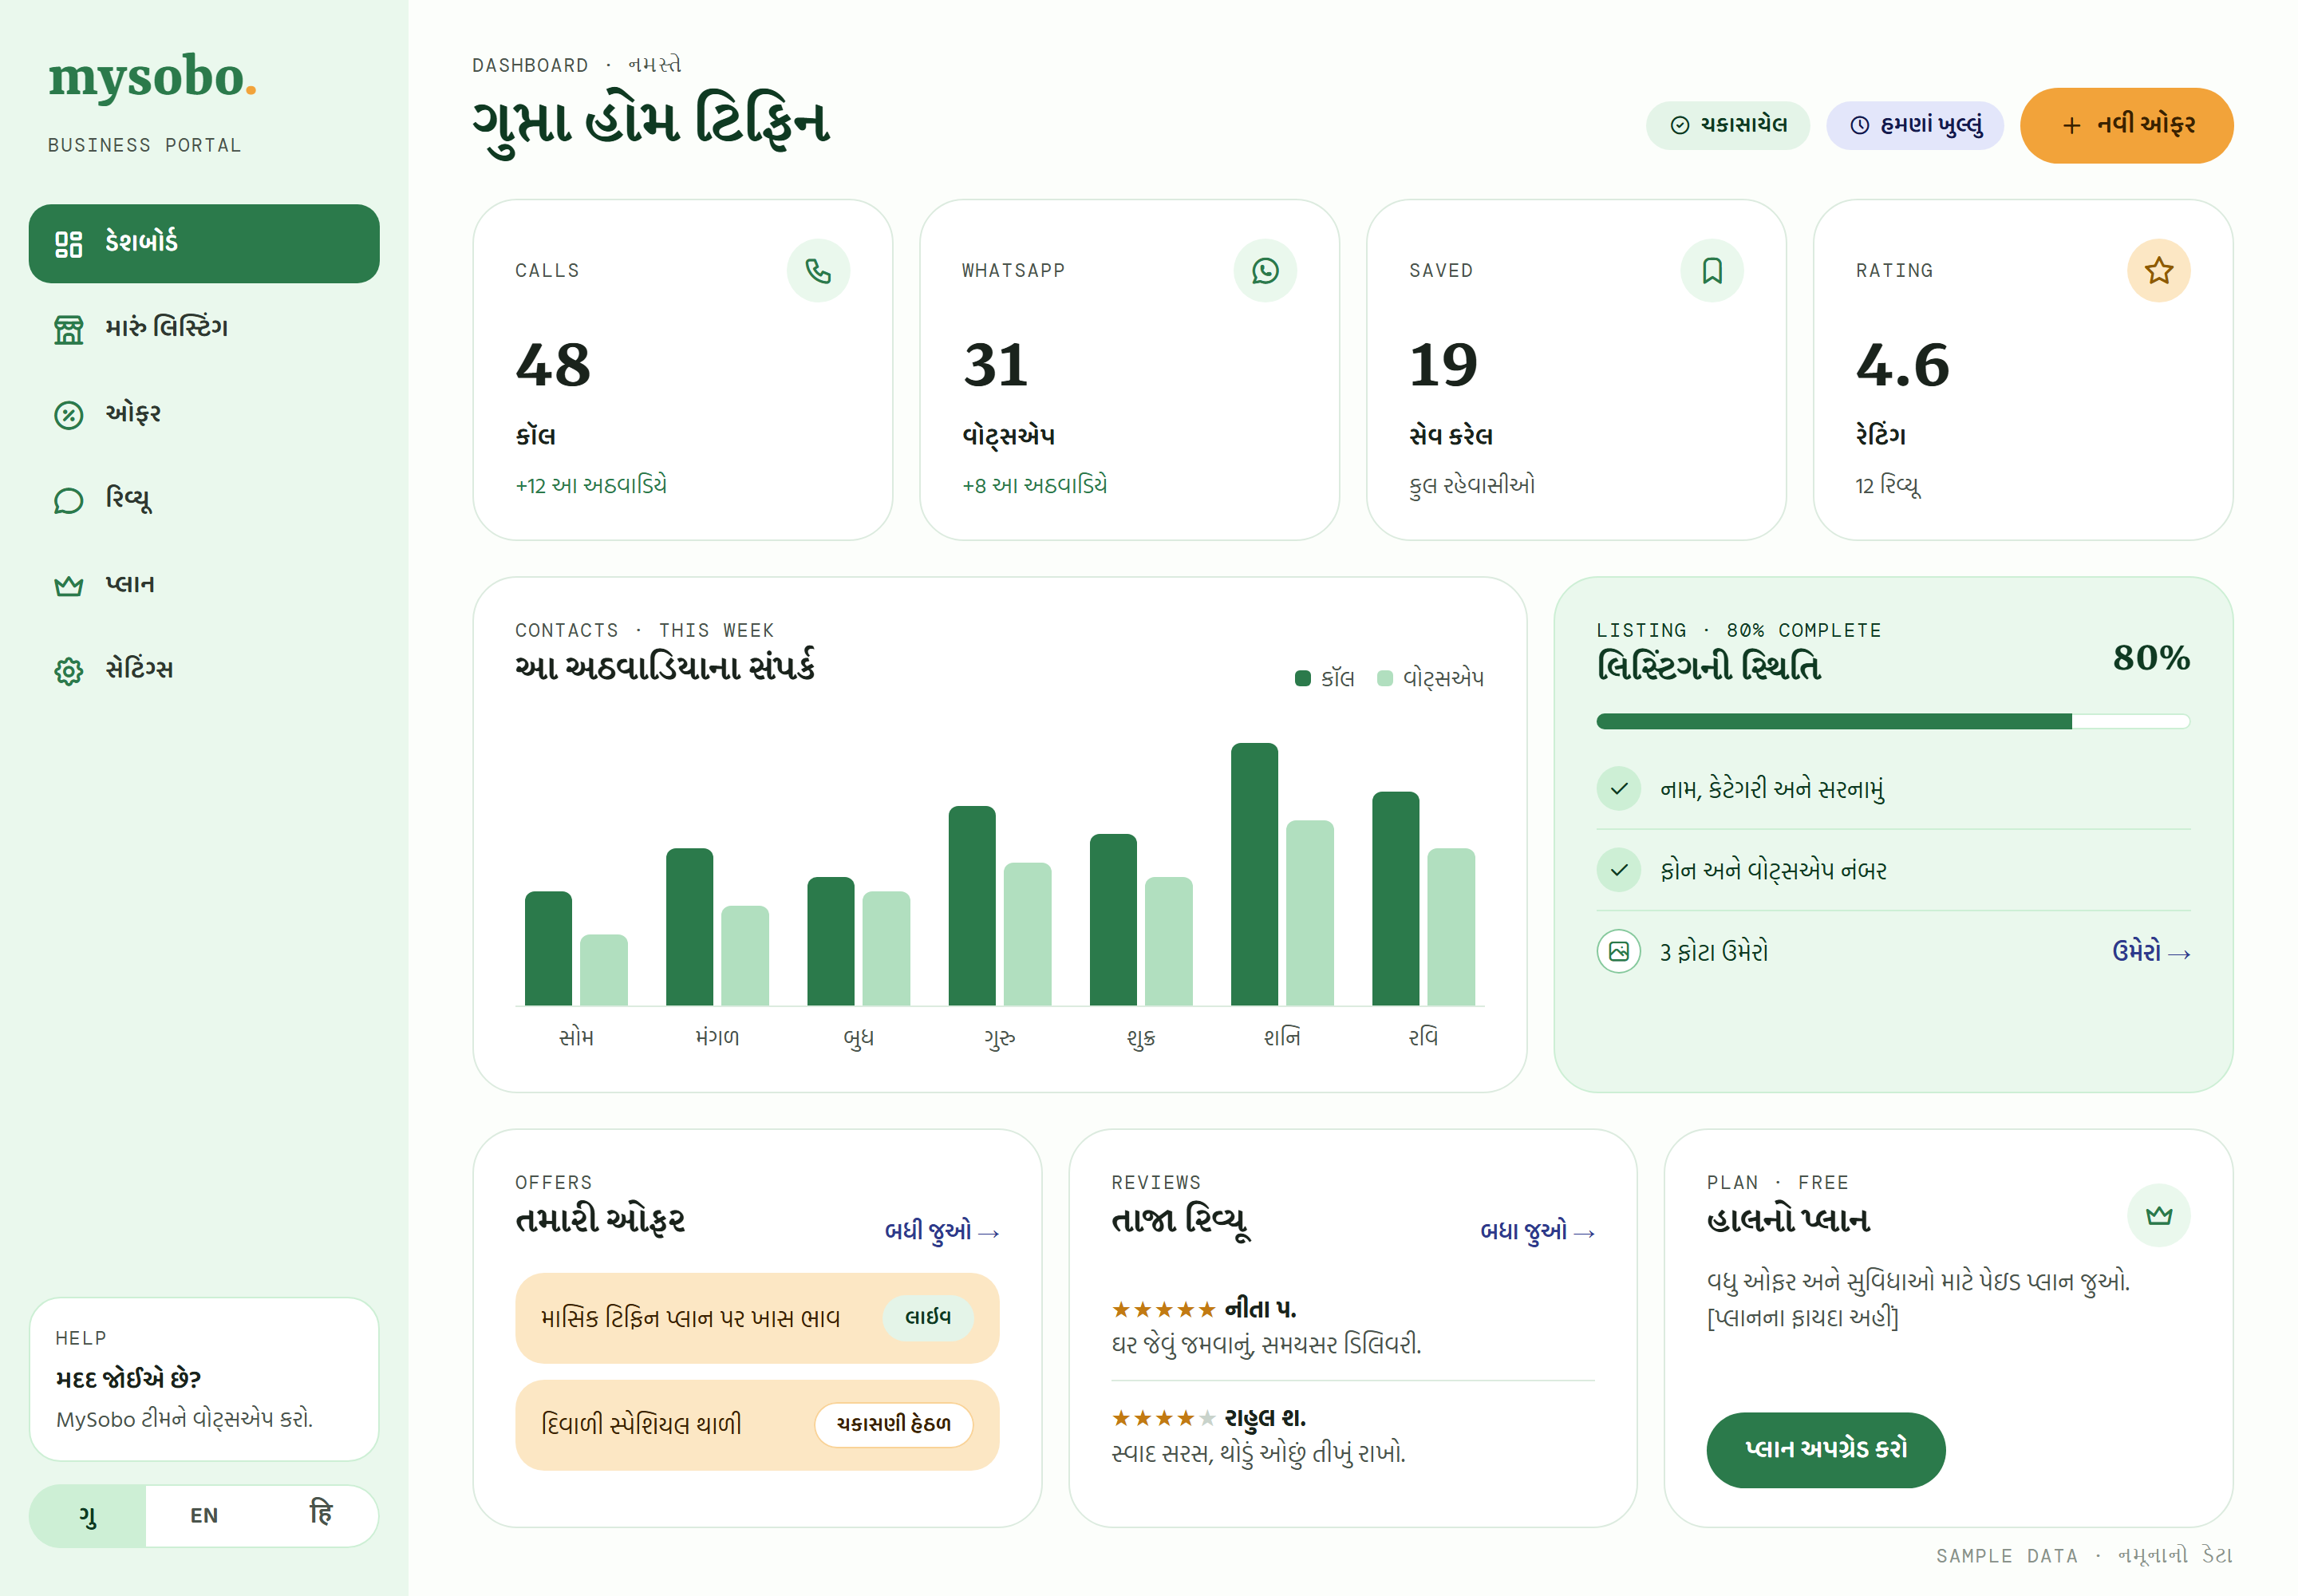 mysobo.
BUSINESS PORTAL
ડેશબોર્ડ
મારું લિસ્ટિંગ
ઓફર
રિવ્યૂ
પ્લાન
સેટિંગ્સ
HELP
મદદ જોઈએ છે?
MySobo ટીમને વોટ્સએપ કરો.
ગુ EN हि
DASHBOARD · નમસ્તે
ગુપ્તા હોમ ટિફિન
ચકાસાયેલ
હમણાં ખુલ્લું
+ નવી ઓફર
CALLS
48
કૉલ
+12 આ અઠવાડિયે
WHATSAPP
31
વોટ્સએપ
+8 આ અઠવાડિયે
SAVED
19
સેવ કરેલ
કુલ રહેવાસીઓ
RATING
4.6
રેટિંગ
12 રિવ્યૂ
CONTACTS · THIS WEEK
આ અઠવાડિયાના સંપર્ક
કૉલ વોટ્સએપ
સોમ મંગળ બુધ ગુરુ શુક્ર શનિ રવિ
LISTING · 80% COMPLETE
લિસ્ટિંગની સ્થિતિ
80%
નામ, કેટેગરી અને સરનામું
ફોન અને વોટ્સએપ નંબર
3 ફોટા ઉમેરો ઉમેરો →
OFFERS
તમારી ઓફર
બધી જુઓ →
માસિક ટિફિન પ્લાન પર ખાસ ભાવ લાઇવ
દિવાળી સ્પેશિયલ થાળી ચકાસણી હેઠળ
REVIEWS
તાજા રિવ્યૂ
બધા જુઓ →
★★★★★ નીતા પ.
ઘર જેવું જમવાનું, સમયસર ડિલિવરી.
★★★★★ રાહુલ શ.
સ્વાદ સરસ, થોડું ઓછું તીખું રાખો.
PLAN · FREE
હાલનો પ્લાન
વધુ ઓફર અને સુવિધાઓ માટે પેઇડ પ્લાન જુઓ.
[પ્લાનના ફાયદા અહીં]
પ્લાન અપગ્રેડ કરો
SAMPLE DATA · નમૂનાનો ડેટા